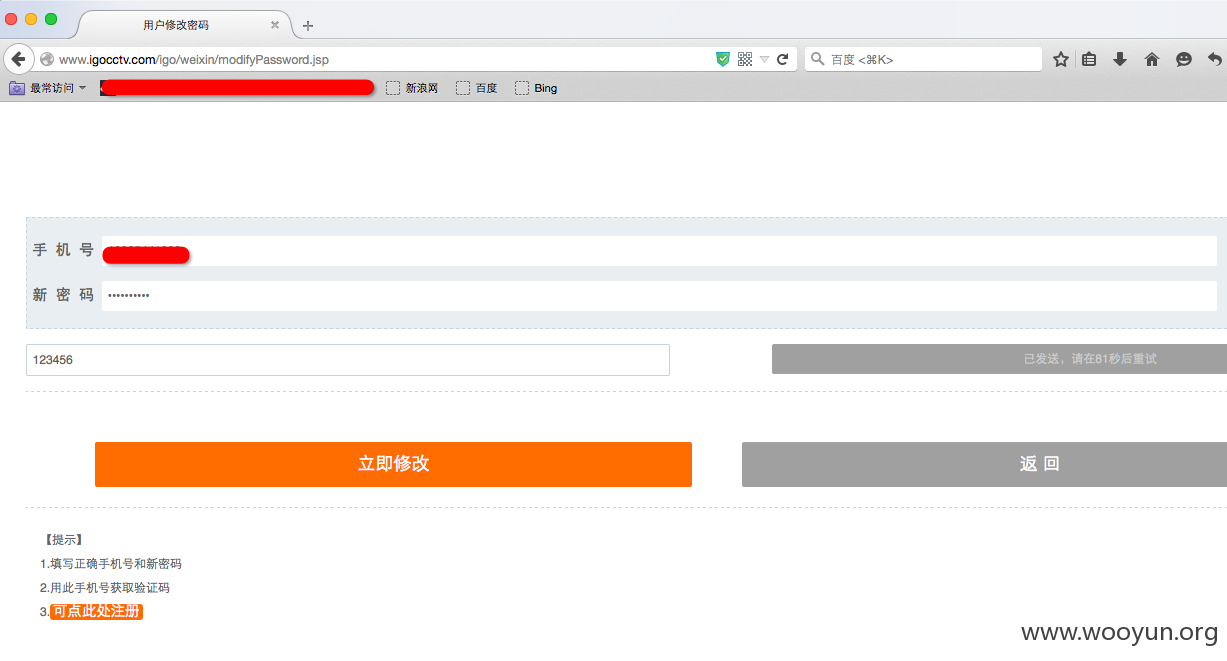 用户修改密码
www.igocctv.com/igo/weixin/modifyPassword.jsp
百度 <⌘K>
最常访问
新浪网
百度
Bing
手 机 号
新 密 码 ••••••••••
123456
已发送，请在81秒后重试
立即修改
返 回
【提示】
1.填写正确手机号和新密码
2.用此手机号获取验证码
3.可点此处注册
www.wooyun.org